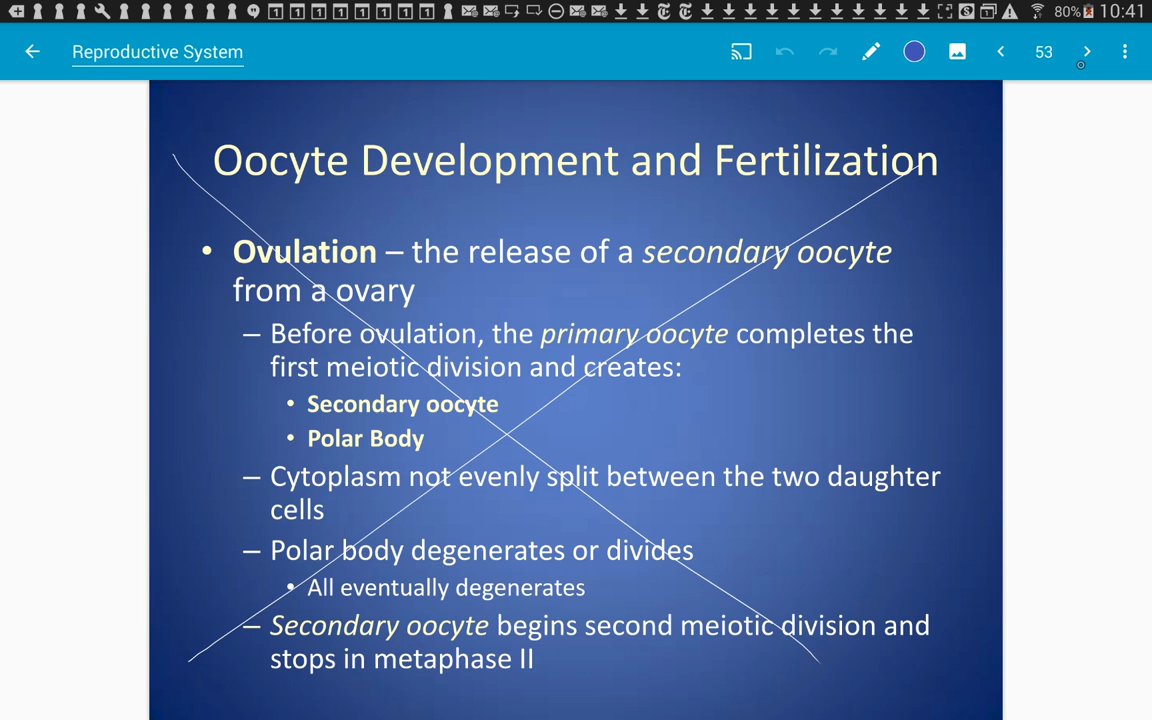 80% 10:41
Reproductive System
53
Oocyte Development and Fertilization
• Ovulation – the release of a secondary oocyte
from a ovary
– Before ovulation, the primary oocyte completes the
first meiotic division and creates:
• Secondary oocyte
• Polar Body
– Cytoplasm not evenly split between the two daughter
cells
– Polar body degenerates or divides
• All eventually degenerates
– Secondary oocyte begins second meiotic division and
stops in metaphase II